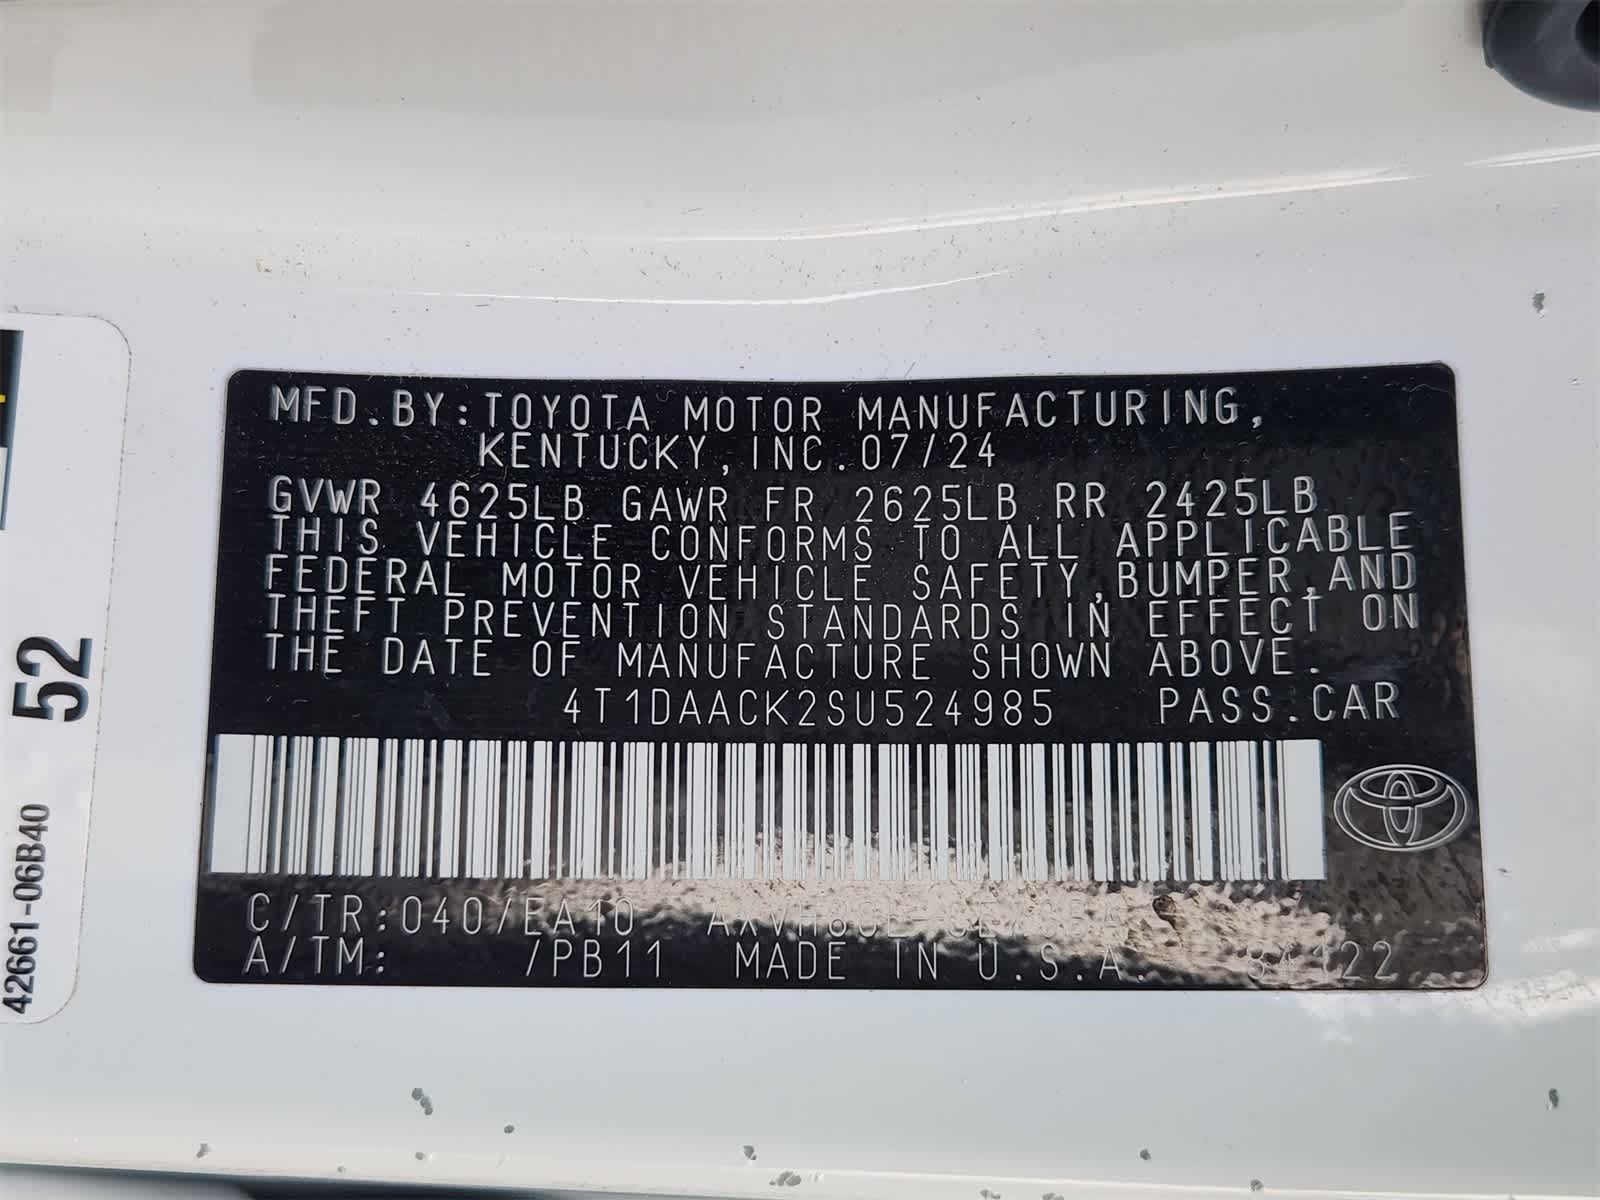 MFD.BY:TOYOTA MOTOR MANUFACTURING,
KENTUCKY,INC.07/24
GVWR 4625LB GAWR FR 2625LB RR 2425LB
THIS VEHICLE CONFORMS TO ALL APPLICABLE
FEDERAL MOTOR VEHICLE SAFETY,BUMPER,AND
THEFT PREVENTION STANDARDS IN EFFECT ON
THE DATE OF MANUFACTURE SHOWN ABOVE.
4T1DAACK2SU524985 PASS.CAR
C/TR:040/EA10
A/TM: /PB11 MADE IN U.S.A.
52
42661-06B40